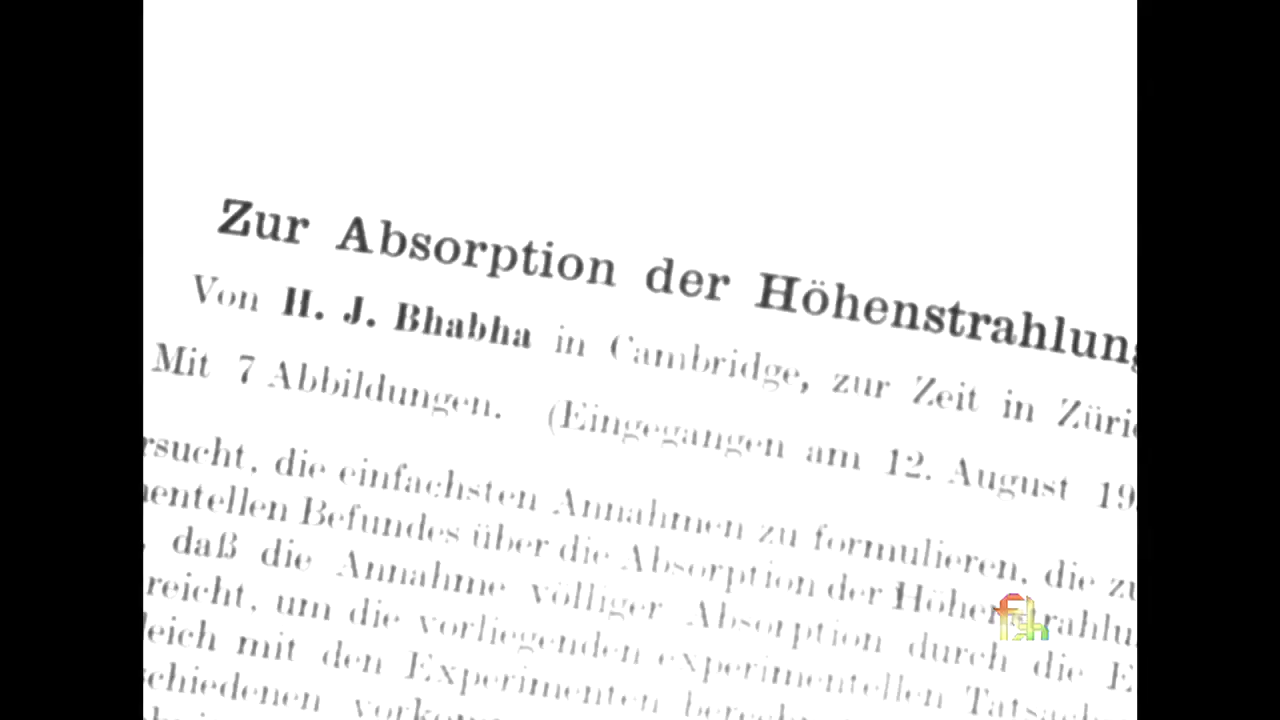 Zur Absorption der Höhenstrahlung
Von H. J. Bhabha in Cambridge, zur Zeit in Züri
Mit 7 Abbildungen. (Eingegangen am 12. August 19
rsucht, die einfachsten Annahmen zu formulieren, die zu
nentellen Befundes über die Absorption der Höhenstrahlu
daß die Annahme völliger Absorption durch die E
reicht, um die vorliegenden experimentellen Tatsach
leich mit den Experimenten
schiedenen